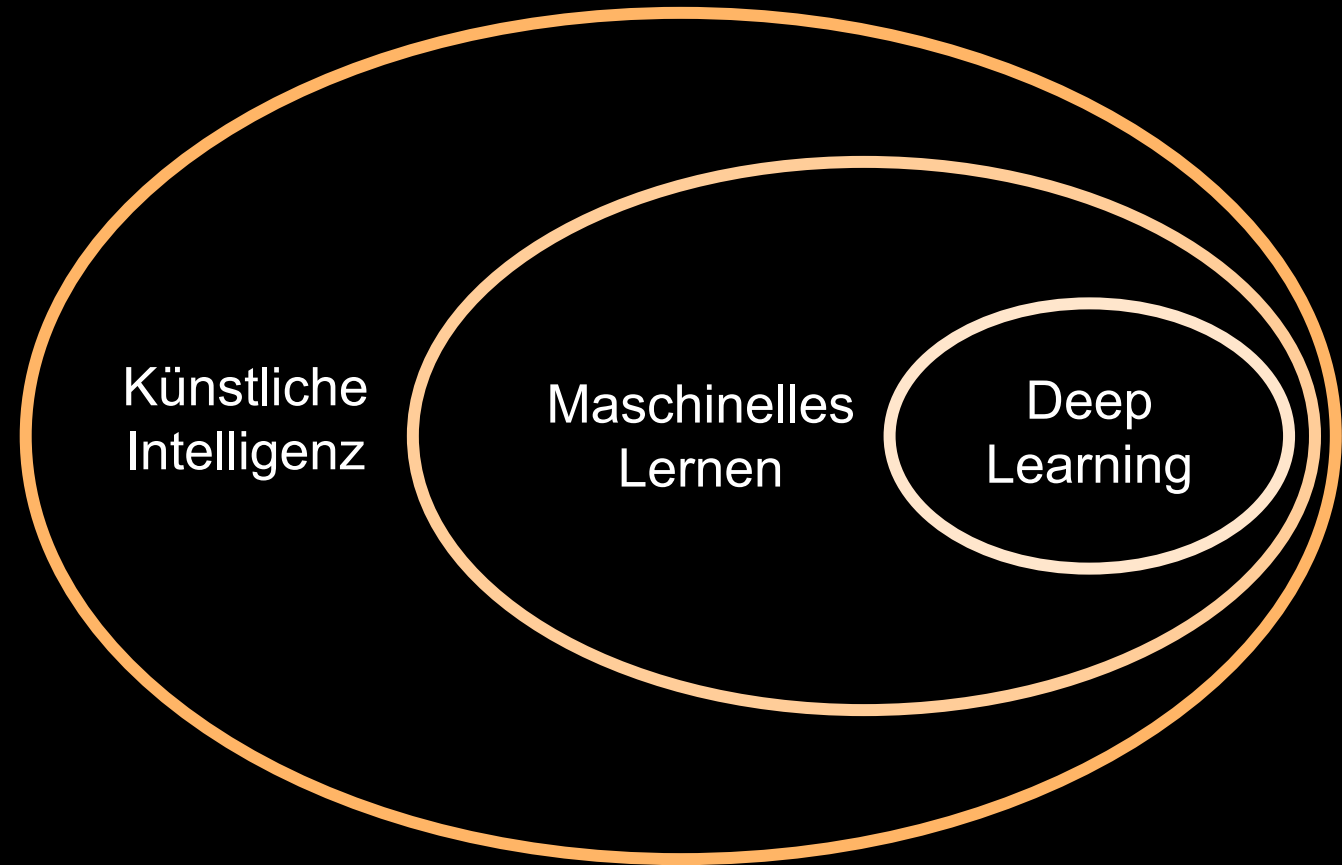 Künstliche
Intelligenz
Maschinelles
Lernen
Deep
Learning